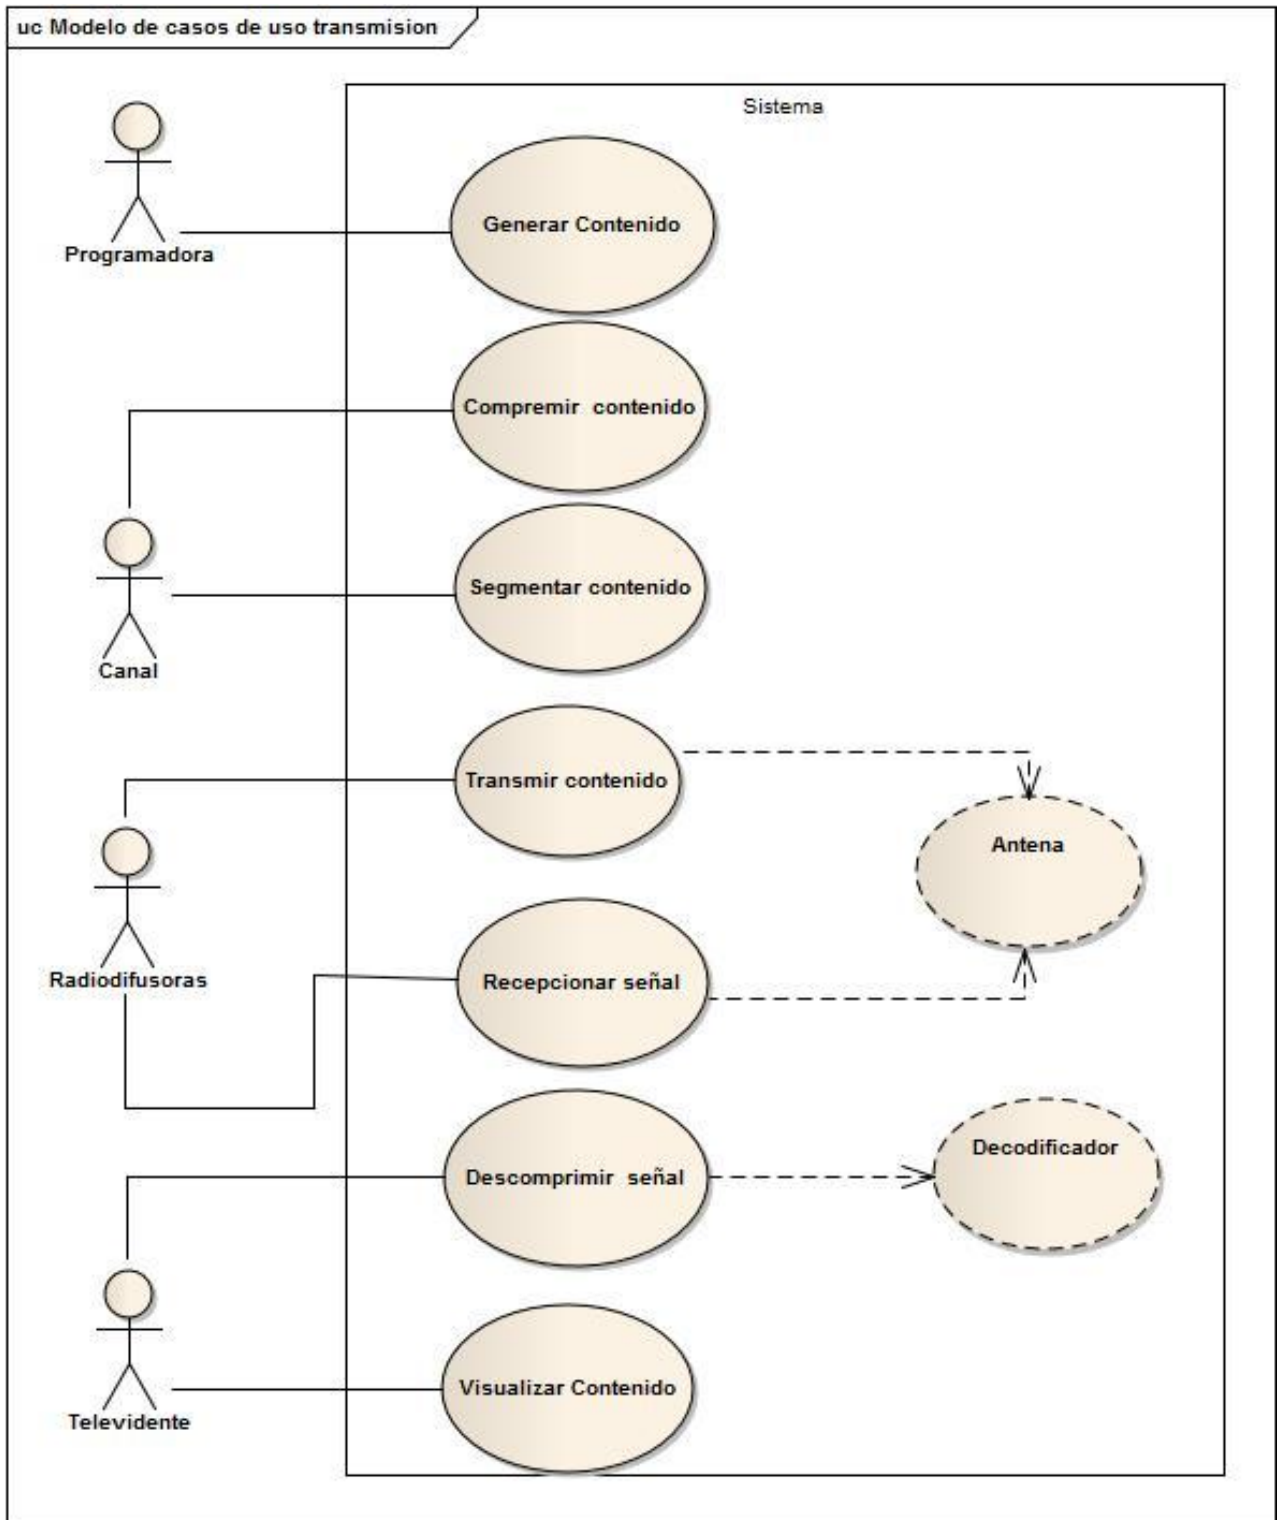 uc Modelo de casos de uso transmision
Sistema
Programadora
Generar Contenido
Compremir contenido
Canal
Segmentar contenido
Radiodifusoras
Transmir contenido
Antena
Recepcionar señal
Descomprimir señal
Decodificador
Televidente
Visualizar Contenido